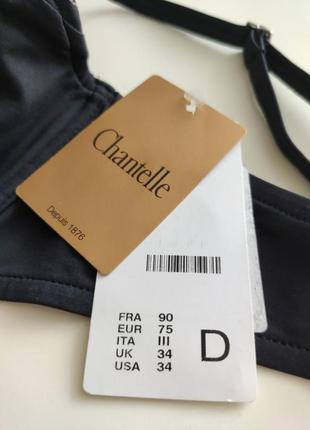 Chantelle
Depuis 1876
FRA 90
EUR 75
ITA III
UK 34
USA 34
D